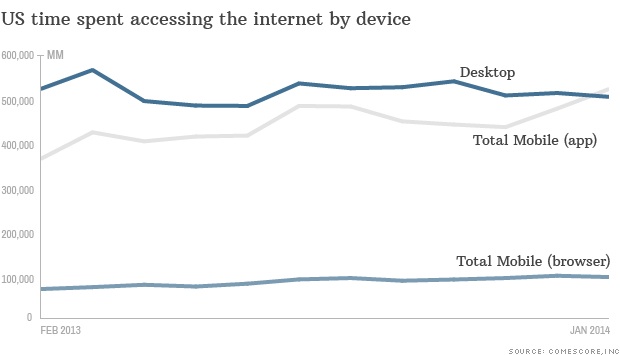 US time spent accessing the internet by device
600,000 MM
Desktop
500,000
Total Mobile (app)
400,000
300,000
200,000
Total Mobile (browser)
100,000
0
FEB 2013 JAN 2014
SOURCE: COMESCORE, INC